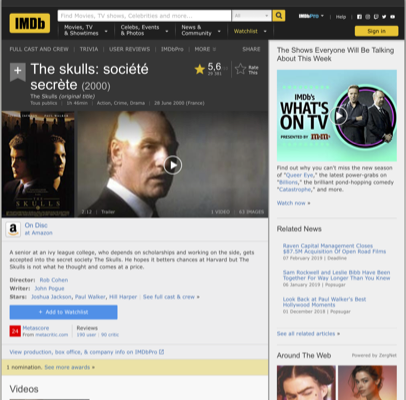 IMDb
Find Movies, TV shows, Celebrities and more...
All
IMDbPro
Help
Movies, TV
& Showtimes
Celebs, Events
& Photos
News &
Community
Watchlist
Sign in
FULL CAST AND CREW | TRIVIA | USER REVIEWS | IMDbPro | MORE
SHARE
The skulls: société
secrète (2000)
5,6
Rate
This
The Skulls (original title)
Tous publics | 1h 46min | Action, Crime, Drama | 28 June 2000 (France)
THE
SKULLS
2:12 | Trailer
1 VIDEO
63 IMAGES
On Disc
at Amazon
A senior at an ivy league college, who depends on scholarships and working on the side, gets
accepted into the secret society The Skulls. He hopes it betters chances at Harvard but The
Skulls is not what he thought and comes at a price.
Director: Rob Cohen
Writer: John Pogue
Stars: Joshua Jackson, Paul Walker, Hill Harper | See full cast & crew »
+ Add to Watchlist
24
Metascore
From metacritic.com
Reviews
190 user | 90 critic
View production, box office, & company info on IMDbPro
1 nomination. See more awards »
Videos
The Shows Everyone Will Be Talking
About This Week
IMDb's
WHAT'S
ON TV
PRESENTED BY
Find out why you can't miss the new season
of "Queer Eye," the latest power-grabs on
"Billions," the brilliant pond-hopping comedy
"Catastrophe," and more.
Watch now »
Related News
Raven Capital Management Closes
$87.5M Acquisition Of Open Road Films
07 February 2019 | Deadline
Sam Rockwell and Leslie Bibb Have Been
Together For Way Longer Than You Knew
06 January 2019 | Popsugar
Look Back at Paul Walker's Best
Hollywood Moments
01 December 2018 | Popsugar
See all related articles »
Around The Web
Powered by ZergNet